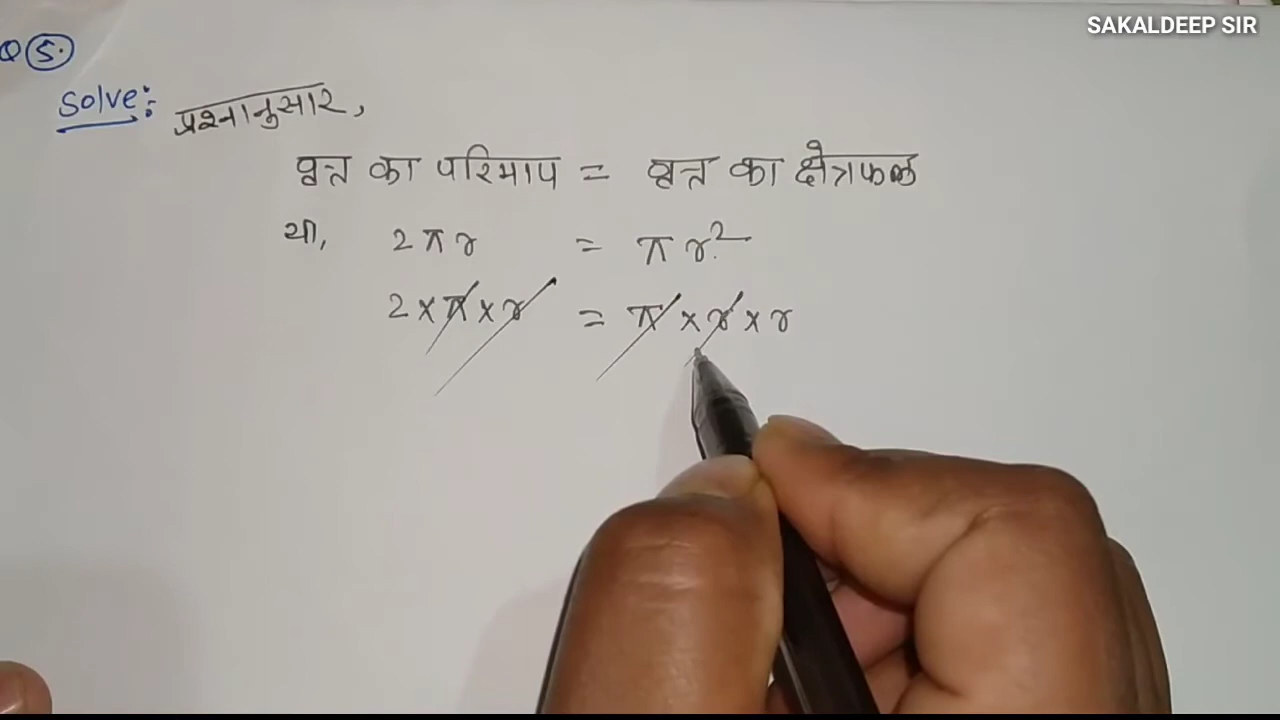 SAKALDEEP SIR
Q 5.
Solve: प्रश्नानुसार,
वृत्त का परिमाप = वृत्त का क्षेत्रफल
या, 2πr = πr²
2×π×r = π×r×r